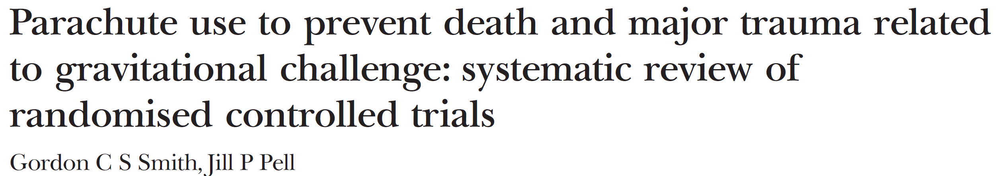 Parachute use to prevent death and major trauma related
to gravitational challenge: systematic review of
randomised controlled trials
Gordon C S Smith, Jill P Pell